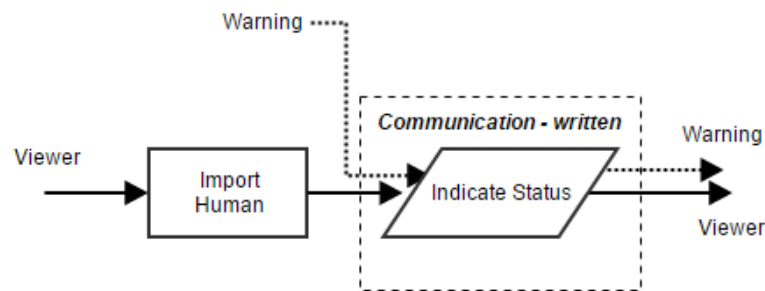 Warning
Communication - written
Warning
Viewer
Import
Human
Indicate Status
Viewer